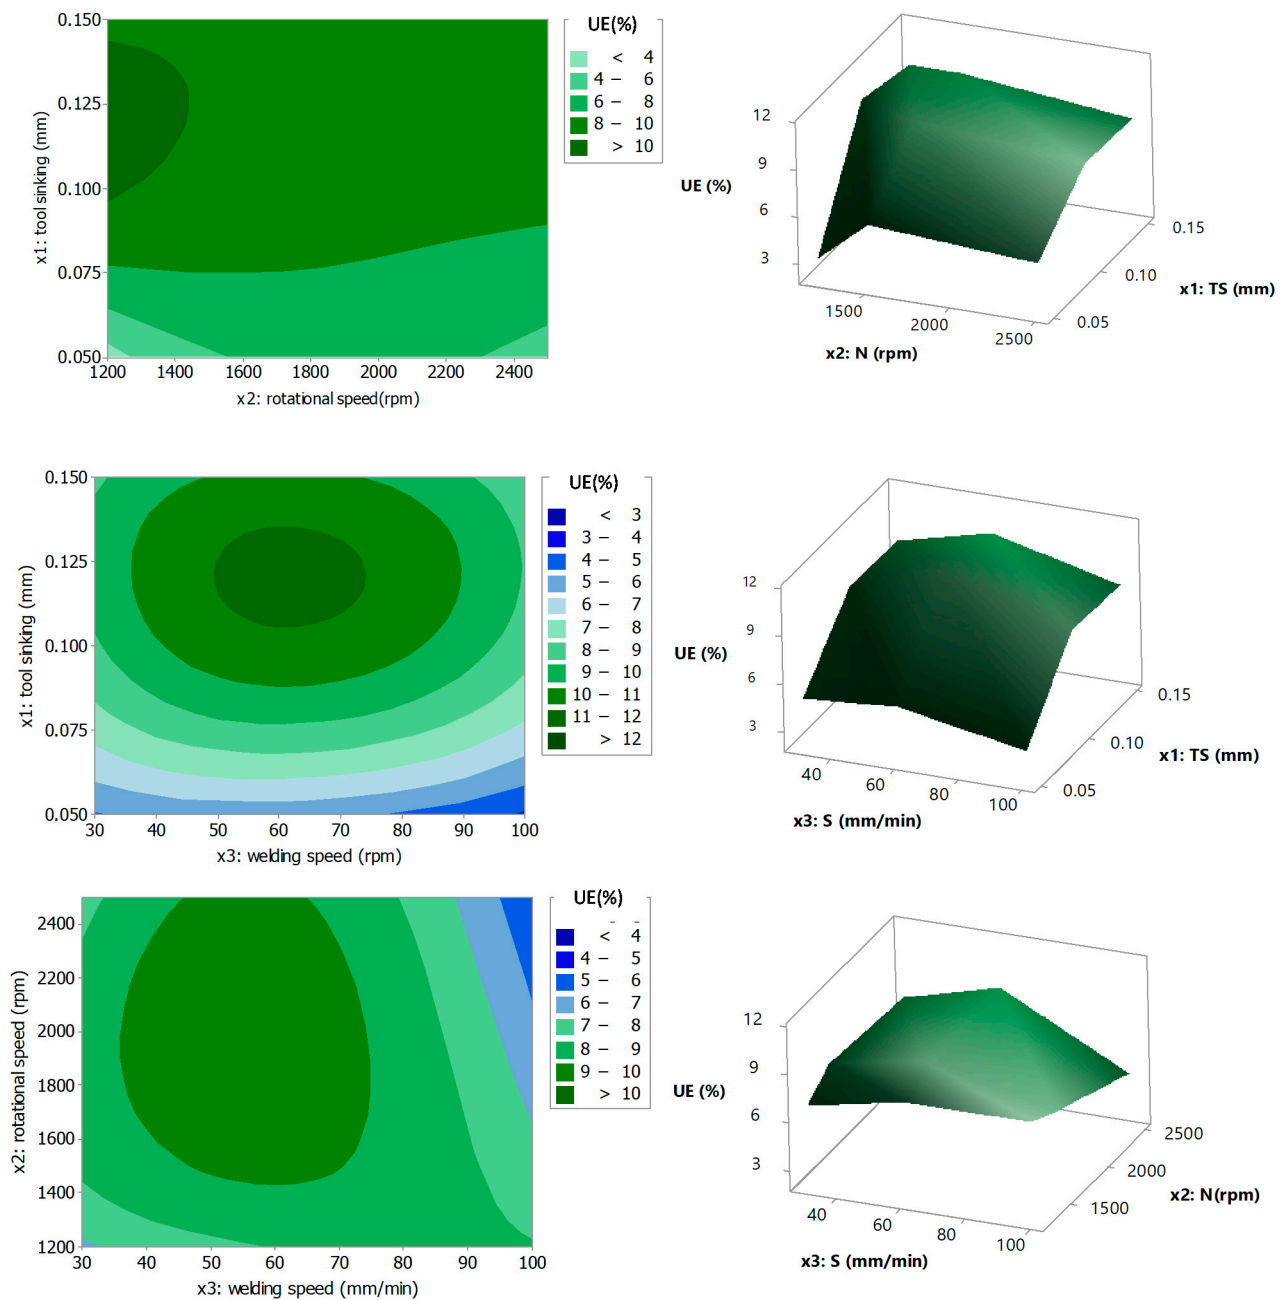 UE(%)
< 4
4 – 6
6 – 8
8 – 10
> 10
0.150
0.125
0.100
0.075
0.050
x1: tool sinking (mm)
1200 1400 1600 1800 2000 2200 2400
x2: rotational speed(rpm)
12
9
6
3
UE (%)
1500
2000
2500
x2: N (rpm)
0.15
0.10
0.05
x1: TS (mm)
UE(%)
< 3
3 – 4
4 – 5
5 – 6
6 – 7
7 – 8
8 – 9
9 – 10
10 – 11
11 – 12
> 12
0.150
0.125
0.100
0.075
0.050
x1: tool sinking (mm)
30 40 50 60 70 80 90 100
x3: welding speed (rpm)
12
9
6
3
UE (%)
40
60
80
100
x3: S (mm/min)
0.15
0.10
0.05
x1: TS (mm)
UE(%)
< 4
4 – 5
5 – 6
6 – 7
7 – 8
8 – 9
9 – 10
> 10
2400
2200
2000
1800
1600
1400
1200
x2: rotational speed (rpm)
30 40 50 60 70 80 90 100
x3: welding speed (mm/min)
12
9
6
3
UE (%)
40
60
80
100
x3: S (mm/min)
2500
2000
1500
x2: N(rpm)